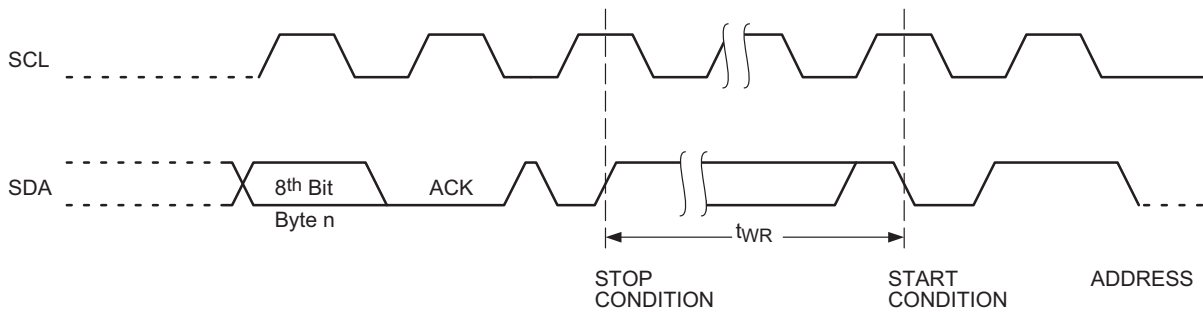 SCL
SDA
8th Bit
ACK
Byte n
tWR
STOP
CONDITION
START
CONDITION
ADDRESS